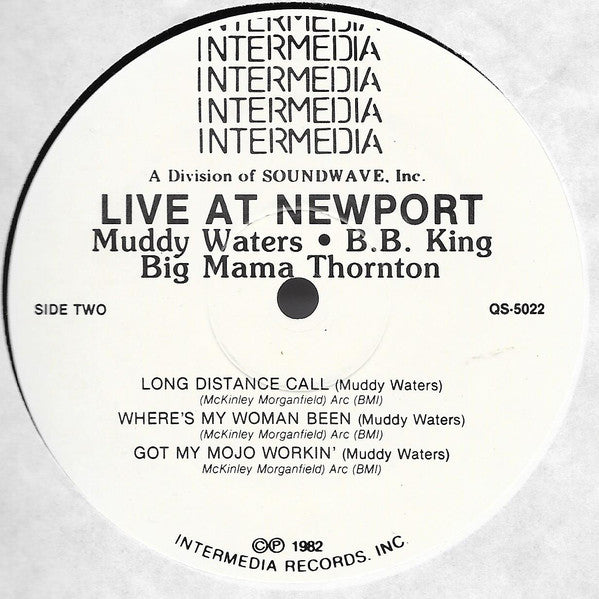 INTERMEDIA
INTERMEDIA
INTERMEDIA
INTERMEDIA
INTERMEDIA
A Division of SOUNDWAVE, Inc.
LIVE AT NEWPORT
Muddy Waters • B.B. King
Big Mama Thornton
SIDE TWO QS-5022
LONG DISTANCE CALL (Muddy Waters)
(McKinley Morganfield) Arc (BMI)
WHERE'S MY WOMAN BEEN (Muddy Waters)
(McKinley Morganfield) Arc (BMI)
GOT MY MOJO WORKIN' (Muddy Waters)
McKinley Morganfield) Arc (BMI)
©℗ 1982
INTERMEDIA RECORDS, INC.